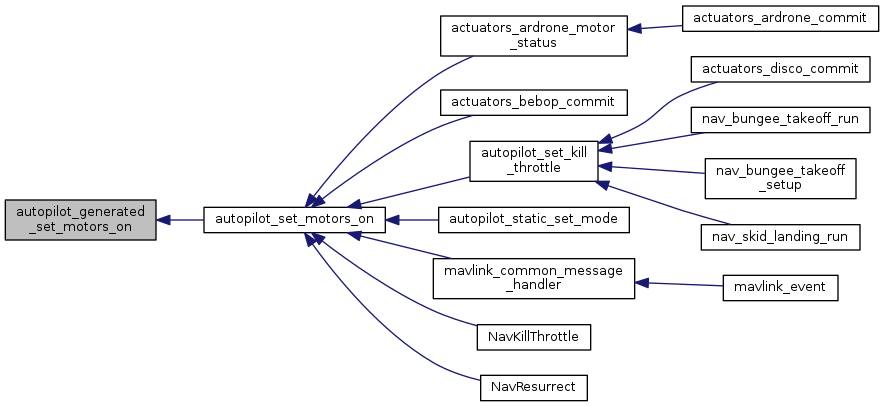 autopilot_generated
_set_motors_on
autopilot_set_motors_on
actuators_ardrone_motor
_status
actuators_ardrone_commit
actuators_bebop_commit
autopilot_set_kill
_throttle
actuators_disco_commit
nav_bungee_takeoff_run
nav_bungee_takeoff
_setup
nav_skid_landing_run
autopilot_static_set_mode
mavlink_common_message
_handler
mavlink_event
NavKillThrottle
NavResurrect